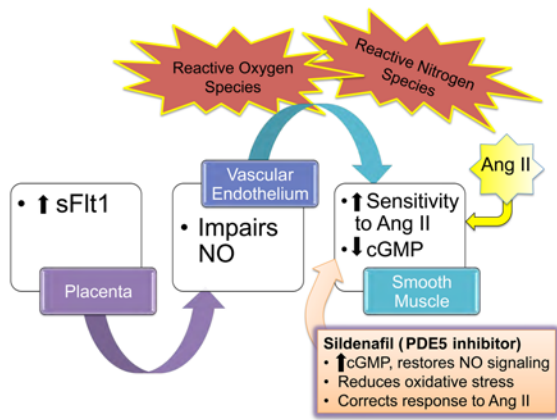 Reactive Oxygen
Species
Reactive Nitrogen
Species
Ang II
• ⬆ sFlt1
Placenta
Vascular
Endothelium
• Impairs
NO
• ⬆Sensitivity
to Ang II
• ⬇cGMP
Smooth
Muscle
Sildenafil (PDE5 inhibitor)
• ⬆cGMP, restores NO signaling
• Reduces oxidative stress
• Corrects response to Ang II